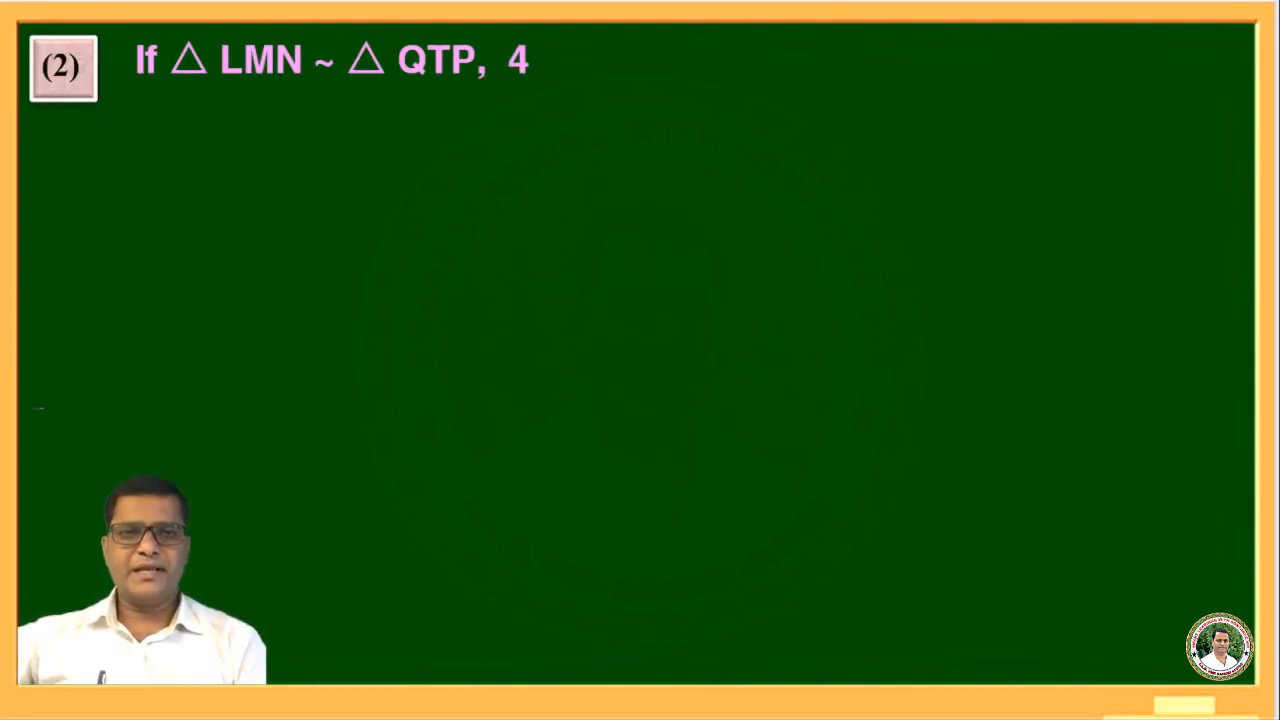 (2) If △ LMN ~ △ QTP, 4